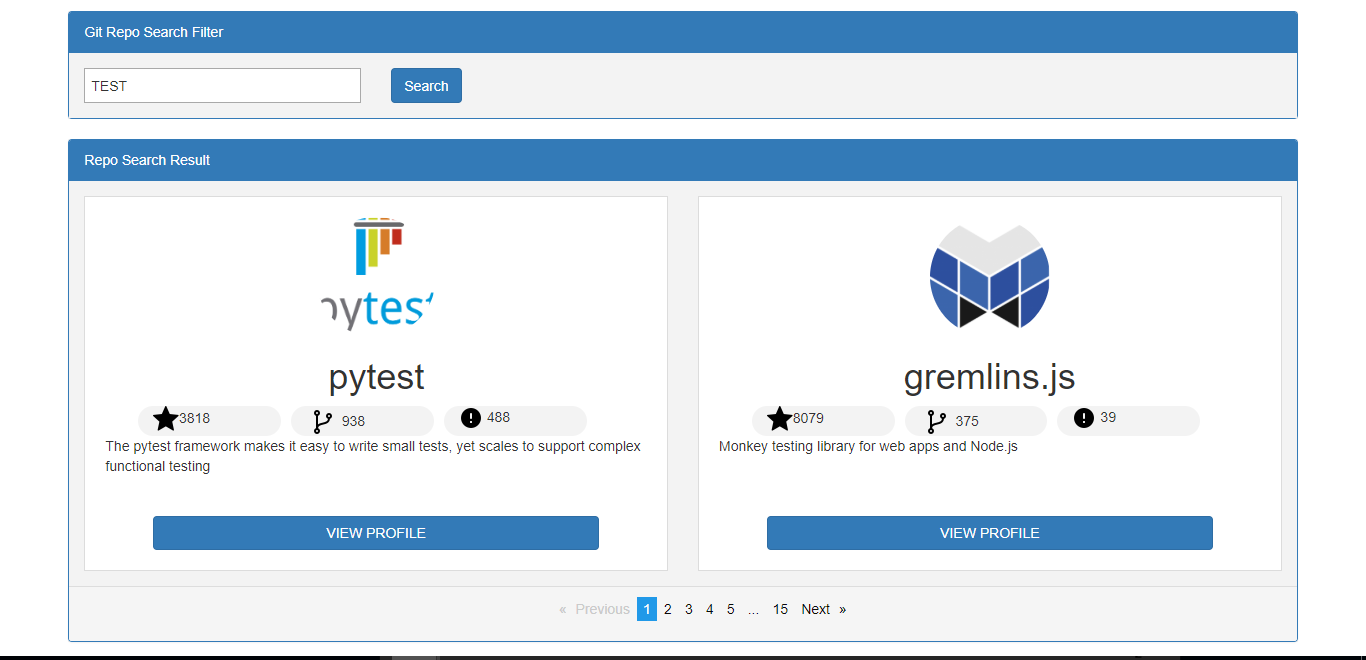 Git Repo Search Filter
TEST
Search
Repo Search Result
pytest
pytest
3818 938 488
The pytest framework makes it easy to write small tests, yet scales to support complex
functional testing
VIEW PROFILE
gremlins.js
8079 375 39
Monkey testing library for web apps and Node.js
VIEW PROFILE
« Previous 1 2 3 4 5 ... 15 Next »